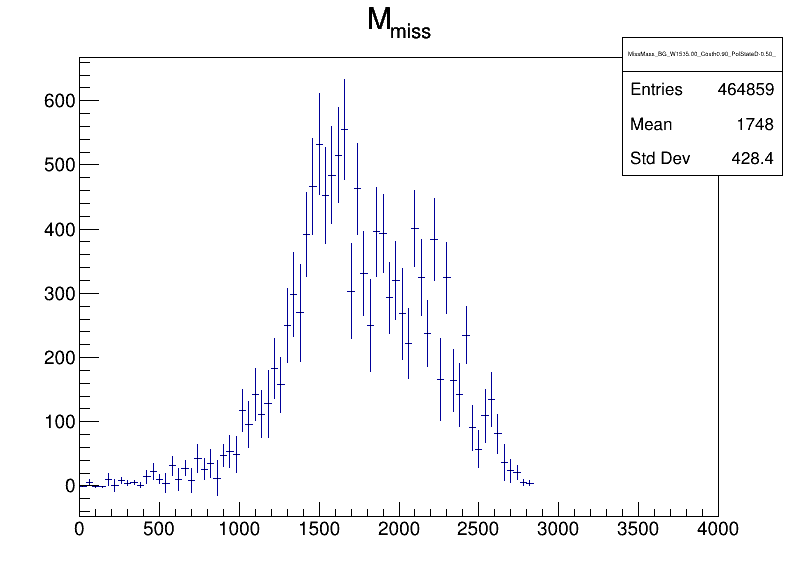 M_miss
MissMass_BG_W1535.00_Costh0.90_PolStateD-0.50_
Entries 464859
Mean 1748
Std Dev 428.4
600
500
400
300
200
100
0
0 500 1000 1500 2000 2500 3000 3500 4000